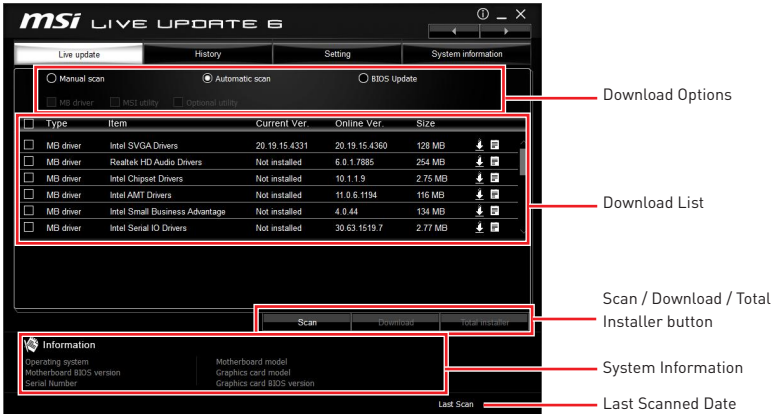 msi LIVE UPDATE 6
Live update History Setting System information
Manual scan Automatic scan BIOS Update
MB driver MSI utility Optional utility
Type Item Current Ver. Online Ver. Size
MB driver Intel SVGA Drivers 20.19.15.4331 20.19.15.4360 128 MB
MB driver Realtek HD Audio Drivers Not installed 6.0.1.7885 254 MB
MB driver Intel Chipset Drivers Not installed 10.1.1.9 2.75 MB
MB driver Intel AMT Drivers Not installed 11.0.6.1194 116 MB
MB driver Intel Small Business Advantage Not installed 4.0.44 134 MB
MB driver Intel Serial IO Drivers Not installed 30.63.1519.7 2.77 MB
Scan Download Total installer
Information
Operating system Motherboard model
Motherboard BIOS version Graphics card model
Serial Number Graphics card BIOS version
Last Scan
Download Options
Download List
Scan / Download / Total
Installer button
System Information
Last Scanned Date